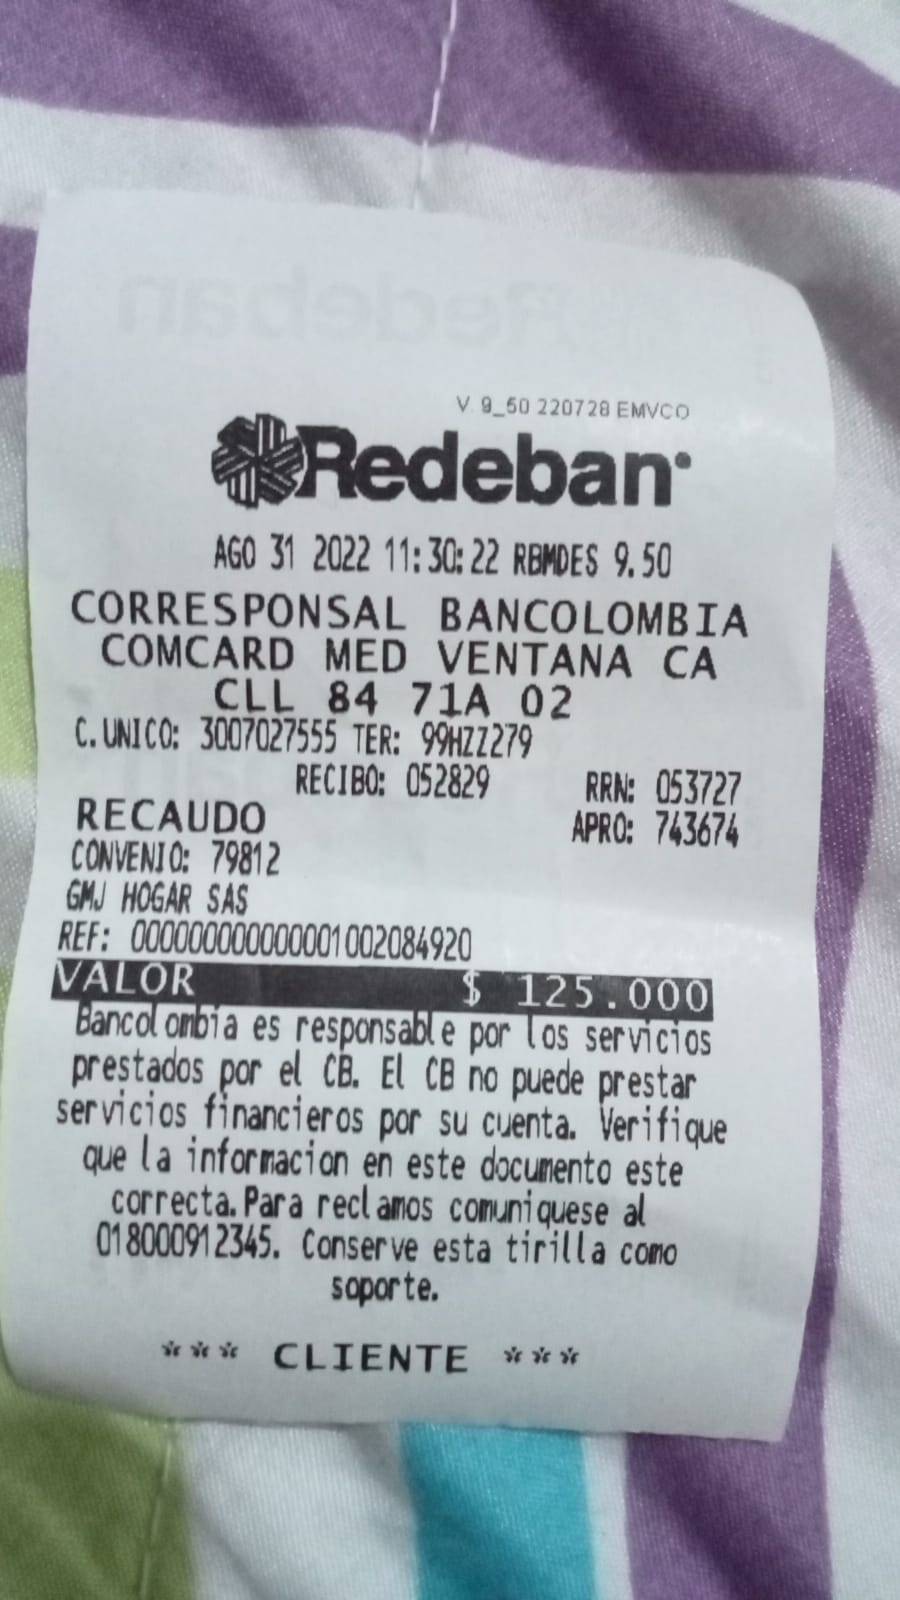 V. 9_50 220728 EMVCO
Redeban
AGO 31 2022 11:30:22 RBMDES 9.50
CORRESPONSAL BANCOLOMBIA
COMCARD MED VENTANA CA
CLL 84 71A 02
C.UNICO: 3007027555 TER: 99HZZ279
RECIBO: 052829 RRN: 053727
RECAUDO APRO: 743674
CONVENIO: 79812
GMJ HOGAR SAS
REF: 000000000000001002084920
VALOR $ 125.000
Bancolombia es responsable por los servicios
prestados por el CB. El CB no puede prestar
servicios financieros por su cuenta. Verifique
que la informacion en este documento este
correcta.Para reclamos comuniquese al
018000912345. Conserve esta tirilla como
soporte.
*** CLIENTE ***